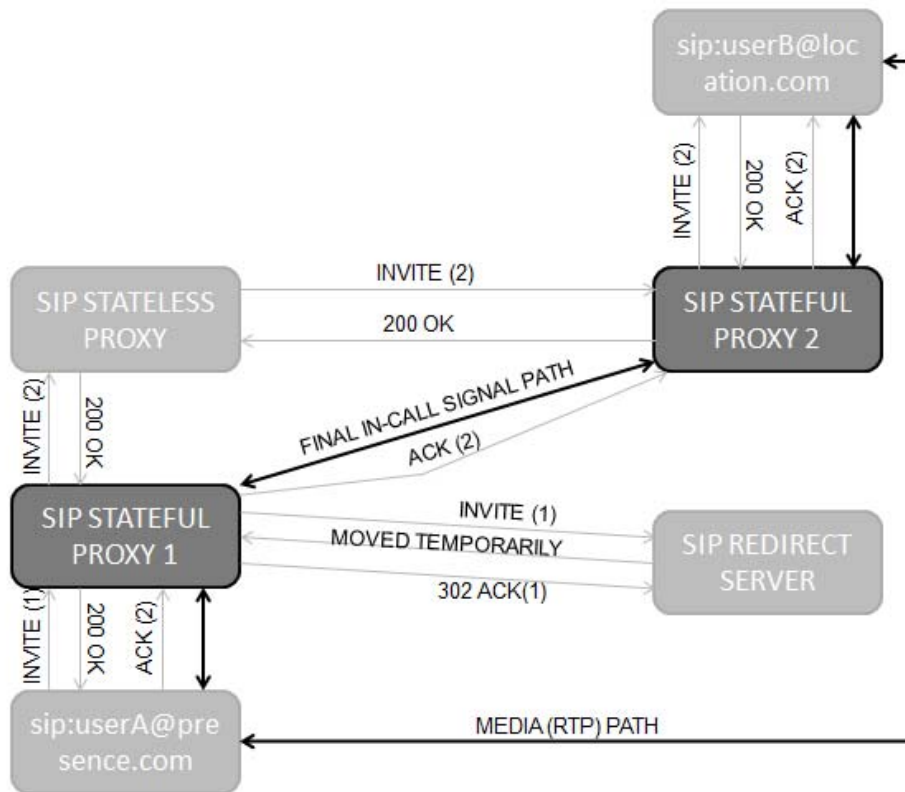 sip:userB@loc
ation.com
INVITE (2)
200 OK
ACK (2)
SIP STATELESS
PROXY
INVITE (2)
200 OK
SIP STATEFUL
PROXY 2
FINAL IN-CALL SIGNAL PATH
ACK (2)
INVITE (2)
200 OK
SIP STATEFUL
PROXY 1
INVITE (1)
MOVED TEMPORARILY
302 ACK(1)
SIP REDIRECT
SERVER
INVITE (1)
200 OK
ACK (2)
sip:userA@pre
sence.com
MEDIA (RTP) PATH